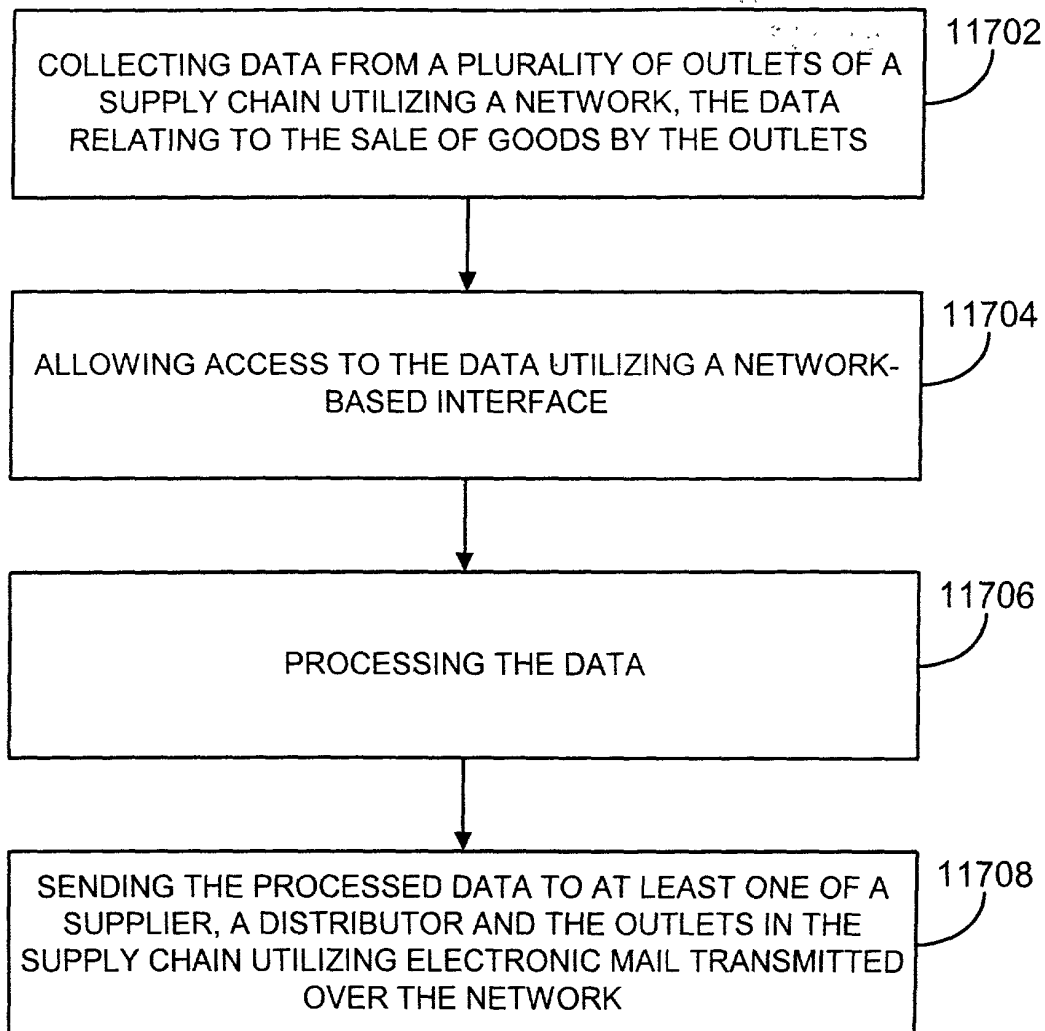 11702
COLLECTING DATA FROM A PLURALITY OF OUTLETS OF A
SUPPLY CHAIN UTILIZING A NETWORK, THE DATA
RELATING TO THE SALE OF GOODS BY THE OUTLETS
11704
ALLOWING ACCESS TO THE DATA UTILIZING A NETWORK-
BASED INTERFACE
11706
PROCESSING THE DATA
11708
SENDING THE PROCESSED DATA TO AT LEAST ONE OF A
SUPPLIER, A DISTRIBUTOR AND THE OUTLETS IN THE
SUPPLY CHAIN UTILIZING ELECTRONIC MAIL TRANSMITTED
OVER THE NETWORK